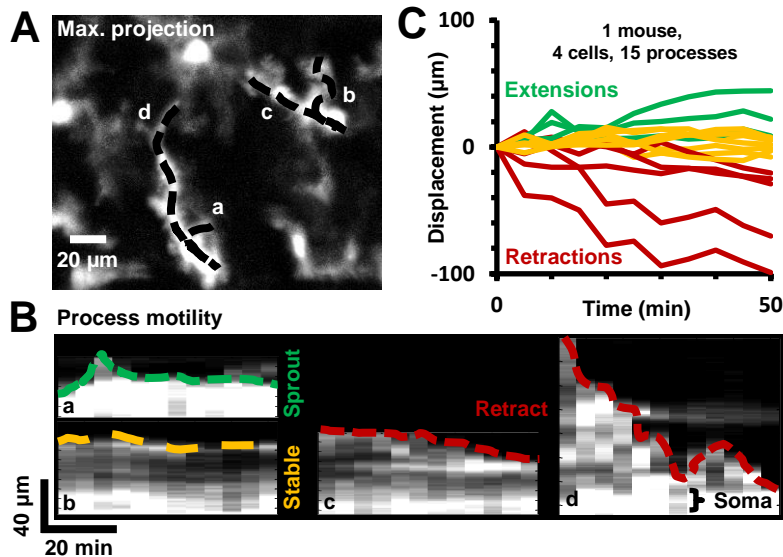 A
Max. projection
d
c
b
a
20 µm
C
1 mouse,
4 cells, 15 processes
Extensions
Retractions
Displacement (µm)
100
0
-100
0
50
Time (min)
B
Process motility
a
Sprout
b
Stable
c
Retract
d
Soma
40 µm
20 min